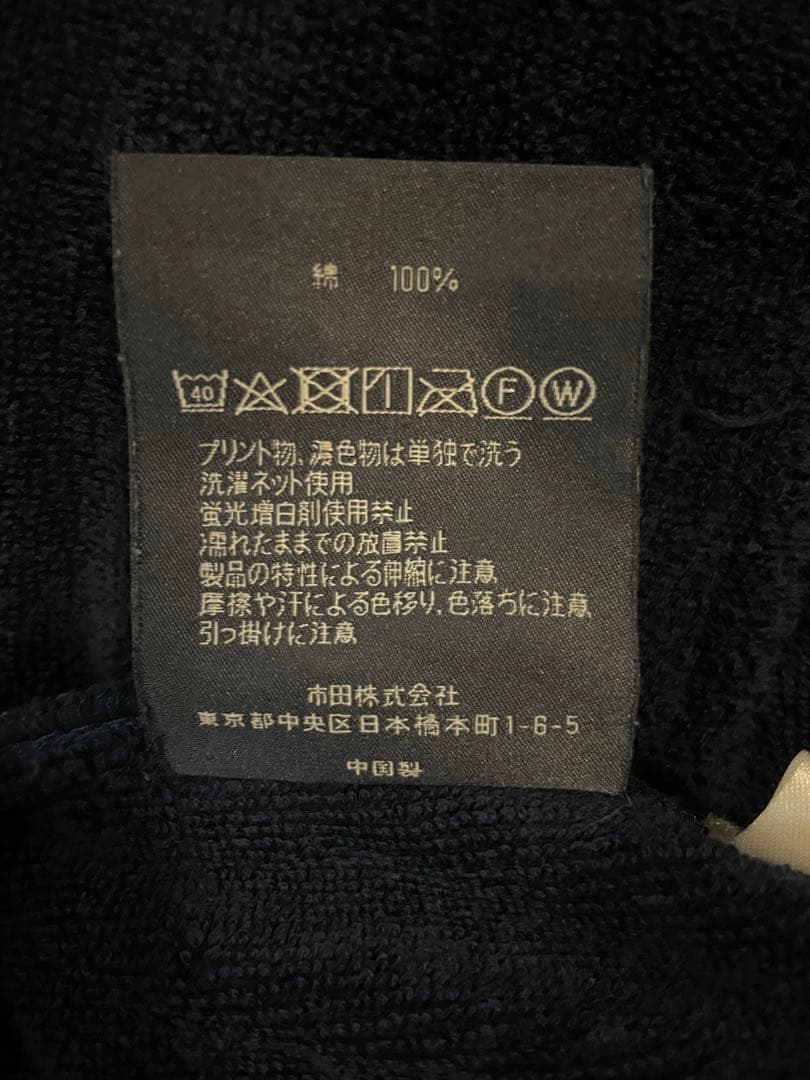 綿 100%
40 F W
プリント物、濃色物は単独で洗う
洗濯ネット使用
蛍光増白剤使用禁止
濡れたままでの放置禁止
製品の特性による伸縮に注意
摩擦や汗による色移り、色落ちに注意
引っ掛けに注意
市田株式会社
東京都中央区日本橋本町1-6-5
中国製